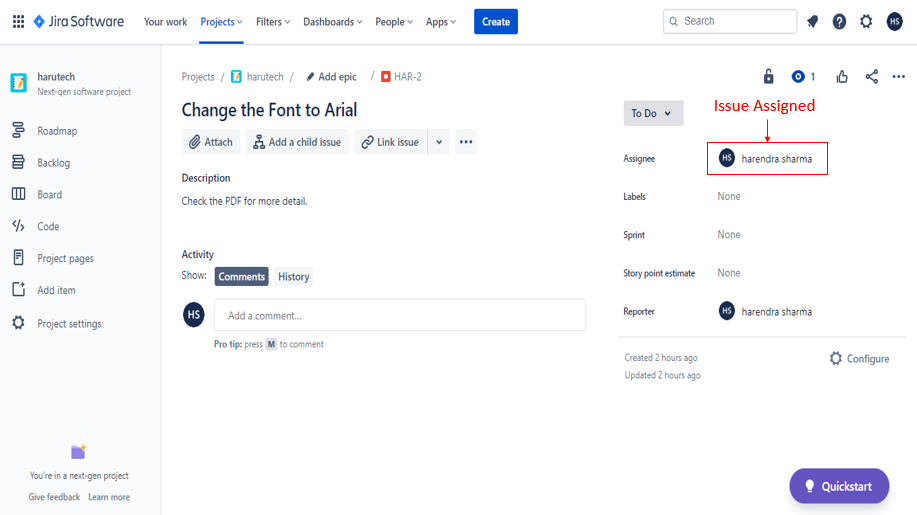 Jira Software Your work Projects Filters Dashboards People Apps Create Search HS
harutech
Next-gen software project
Roadmap
Backlog
Board
Code
Project pages
Add item
Project settings
You're in a next-gen project
Give feedback Learn more
Projects / harutech / Add epic / HAR-2
1
Change the Font to Arial
Attach Add a child issue Link issue
Description
Check the PDF for more detail.
Activity
Show: Comments History
HS Add a comment...
Pro tip: press M to comment
To Do
Issue Assigned
Assignee HS harendra sharma
Labels None
Sprint None
Story point estimate None
Reporter HS harendra sharma
Created 2 hours ago Configure
Updated 2 hours ago
Quickstart